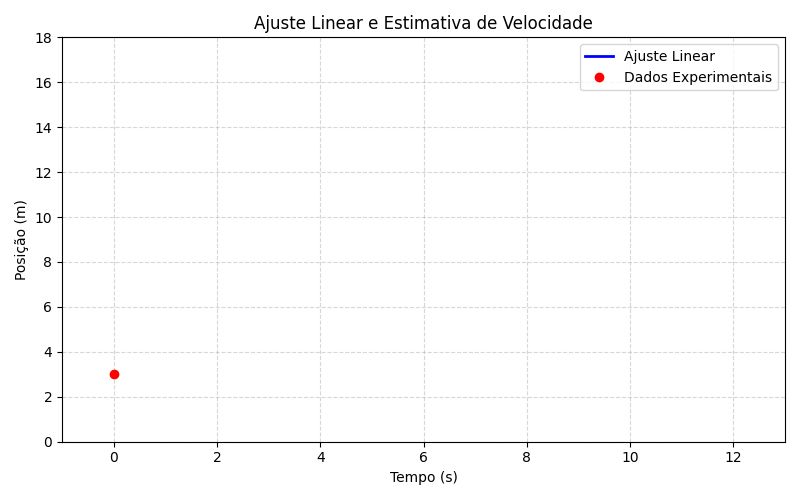 Ajuste Linear e Estimativa de Velocidade
Ajuste Linear
Dados Experimentais
18
16
14
12
10
8
6
4
2
0
Posição (m)
0 2 4 6 8 10 12
Tempo (s)